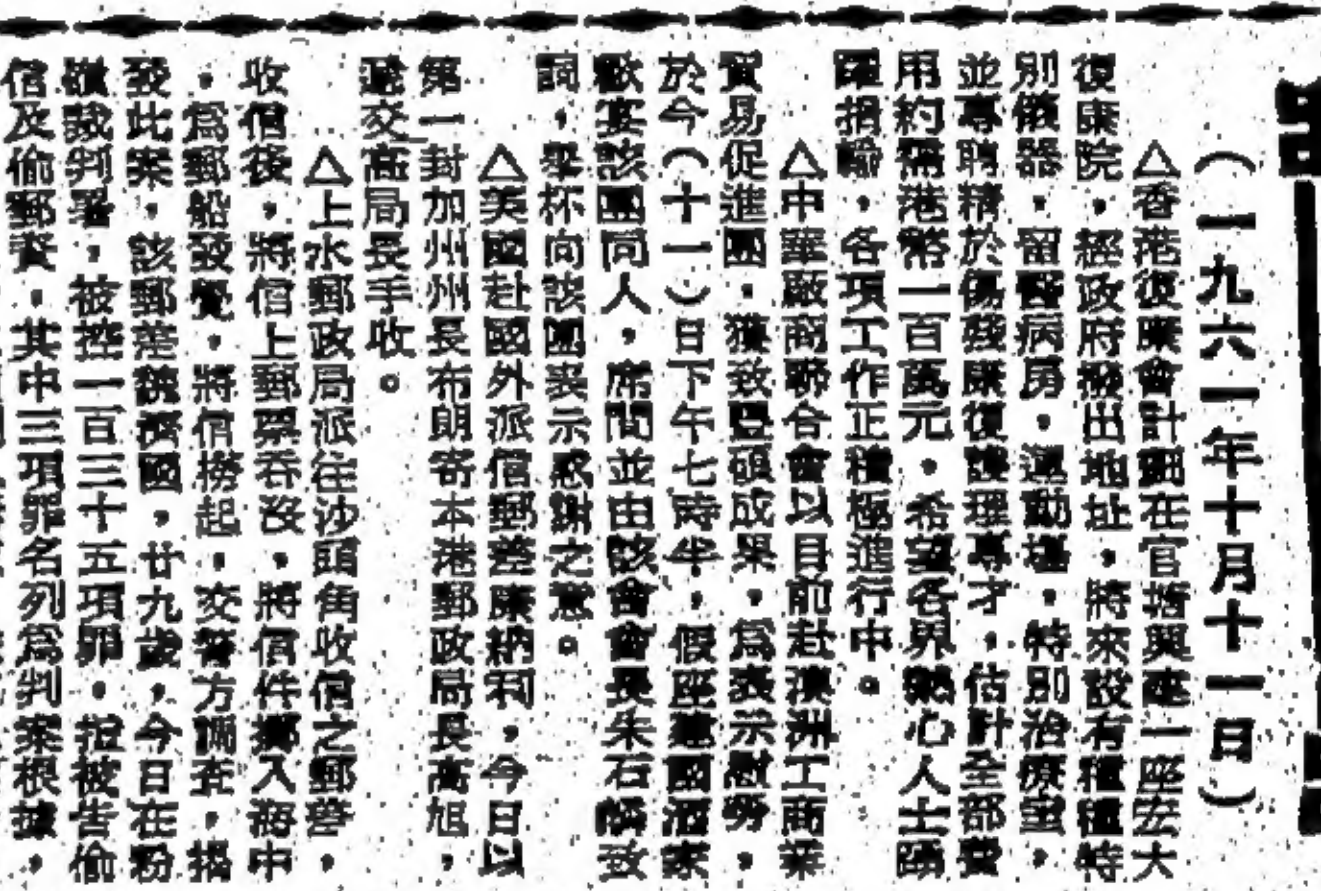 （一九六一年十月十一日）
△香港復康會計劃在官塘興建一座宏大
復康院，經政府撥出地址，將來設有種種特
別儀器，留醫病房，運動場，特別治療室，
並專聘精於傷殘康復護理專才，估計全部費
用約需港幣一百萬元，希望各界熱心人士踴
躍捐輸，各項工作正積極進行中。
△中華廠商聯合會以目前赴澳洲工商業
貿易促進團，獲致豐碩成果，爲表示慰勞，
於今（十一）日下午七時半，假座蕙園酒家
歡宴該團同人，席間並由該會會長朱石麟致
詞，舉杯向該團表示感謝之意。
△美國赴國外派信郵差康納利，今日以
第一封加州州長布朗寄本港郵政局長高旭，
遞交高局長手收。
△上水郵政局派往沙頭角收信之郵差，
收信後，將信上郵票吞沒，將信件擲入海中
，爲郵船發覺，將信撈起，交警方調查，揭
發此案，該郵差魏濟國，廿九歲，今日在粉
嶺裁判署，被控一百三十五項罪，控被告偷
信及偷郵資，其中三項罪名列爲判案根據，